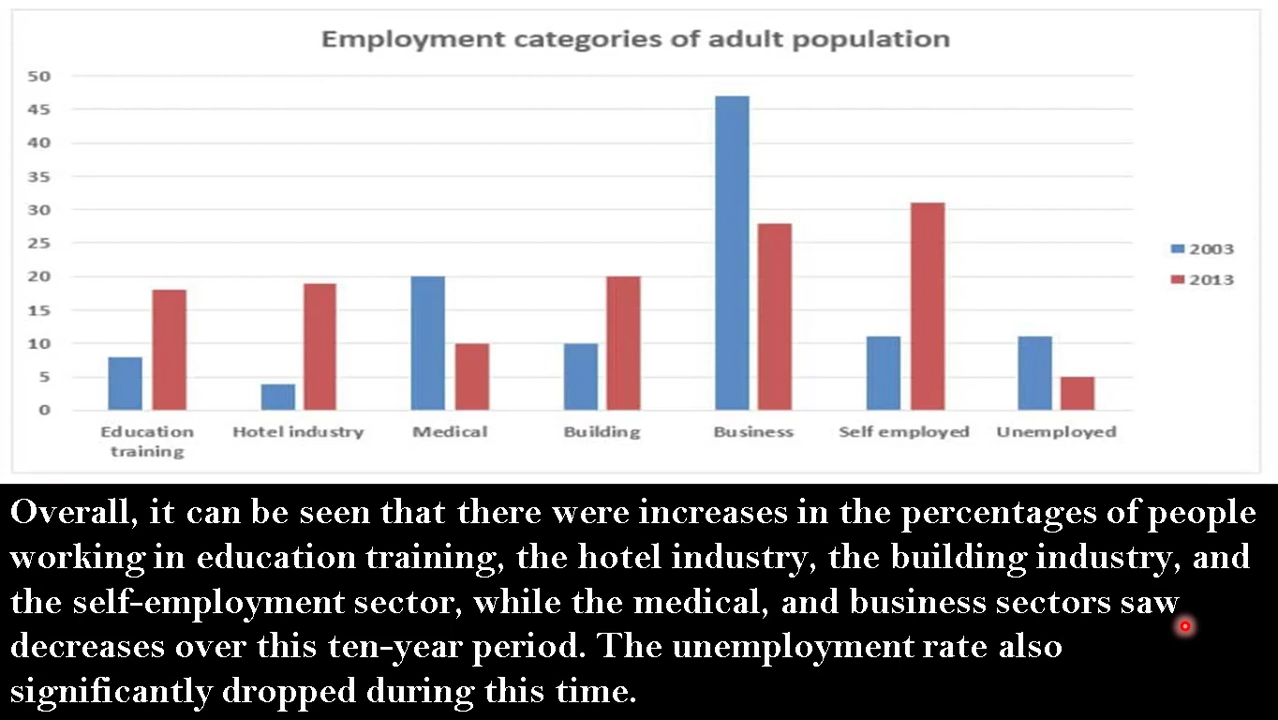 Employment categories of adult population
50
45
40
35
30
25
20
15
10
5
0
2003
2013
Education training Hotel industry Medical Building Business Self employed Unemployed
Overall, it can be seen that there were increases in the percentages of people
working in education training, the hotel industry, the building industry, and
the self-employment sector, while the medical, and business sectors saw
decreases over this ten-year period. The unemployment rate also
significantly dropped during this time.